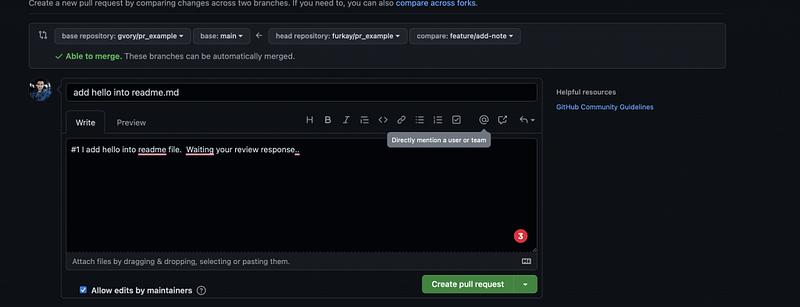 Create a new pull request by comparing changes across two branches. If you need to, you can also compare across forks.
base repository: gvory/pr_example base: main ← head repository: furkay/pr_example compare: feature/add-note
✓ Able to merge. These branches can be automatically merged.
add hello into readme.md
Helpful resources
GitHub Community Guidelines
Write Preview
Directly mention a user or team
#1 I add hello into readme file. Waiting your review response..
3
Attach files by dragging & dropping, selecting or pasting them.
Allow edits by maintainers ?
Create pull request